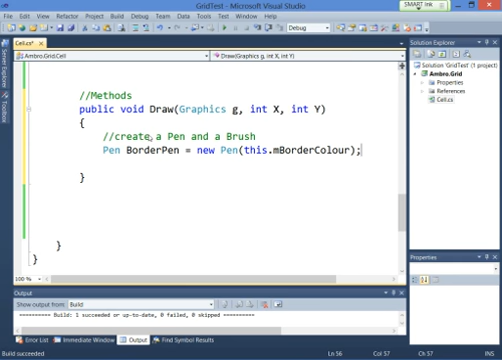 GridTest - Microsoft Visual Studio
SMART Ink
File Edit View Refactor Project Build Debug Team Data Tools Test Window Help
Debug
Cell.cs*
Ambro.Grid.Cell
Draw(Graphics g, int X, int Y)
Server Explorer
Toolbox
//Methods
public void Draw(Graphics g, int X, int Y)
{
//create a Pen and a Brush
Pen BorderPen = new Pen(this.mBorderColour);
}
}
}
100 %
Solution Explorer
Solution 'GridTest' (1 project)
Ambro.Grid
Properties
References
Cell.cs
Properties
Output
Show output from: Build
========== Build: 1 succeeded or up-to-date, 0 failed, 0 skipped ==========
Error List Immediate Window Output Find Symbol Results
Build succeeded
Ln 56 Col 57 Ch 57 INS